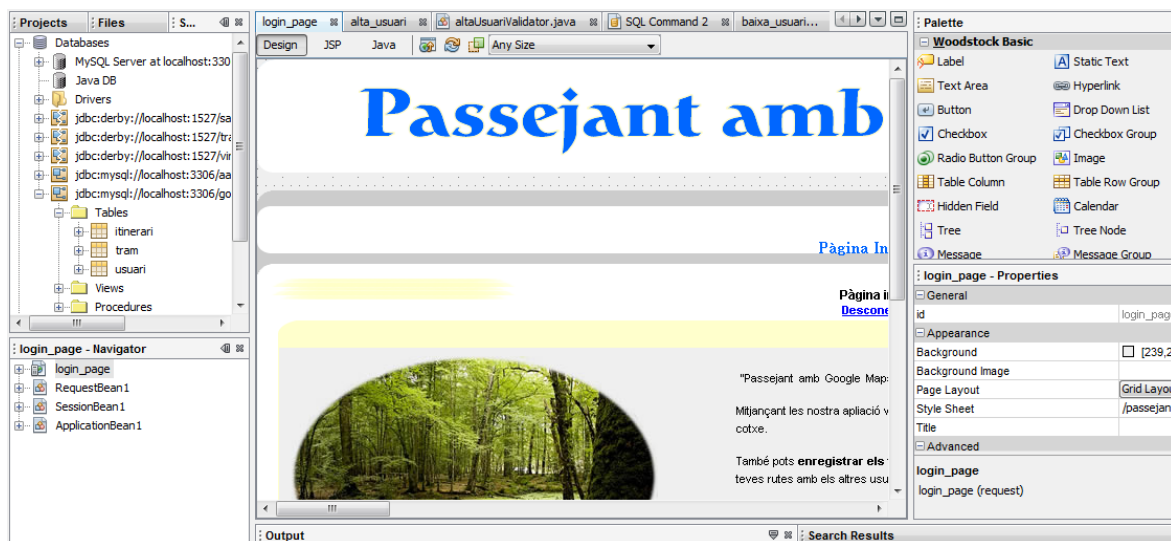 Projects
Files
S...
Databases
MySQL Server at localhost:330
Java DB
Drivers
jdbc:derby://localhost:1527/sa
jdbc:derby://localhost:1527/tra
jdbc:derby://localhost:1527/vir
jdbc:mysql://localhost:3306/aa
jdbc:mysql://localhost:3306/go
Tables
itinerari
tram
usuari
Views
Procedures
login_page - Navigator
login_page
RequestBean1
SessionBean1
ApplicationBean1
login_page
alta_usuari
altaUsuariValidator.java
SQL Command 2
baixa_usuari...
Design
JSP
Java
Any Size
Passejant amb
Pàgina In
Pàgina i
Descone
"Passejant amb Google Map
Mitjançant les nostra apliació v
cotxe.
També pots enregistrar els
teves rutes amb els altres usu
Output
Search Results
Palette
Woodstock Basic
Label
Static Text
Text Area
Hyperlink
Button
Drop Down List
Checkbox
Checkbox Group
Radio Button Group
Image
Table Column
Table Row Group
Hidden Field
Calendar
Tree
Tree Node
Message
Message Group
login_page - Properties
General
id
login_page
Appearance
Background
[239,2
Background Image
Page Layout
Grid Layou
Style Sheet
/passejan
Title
Advanced
login_page
login_page (request)